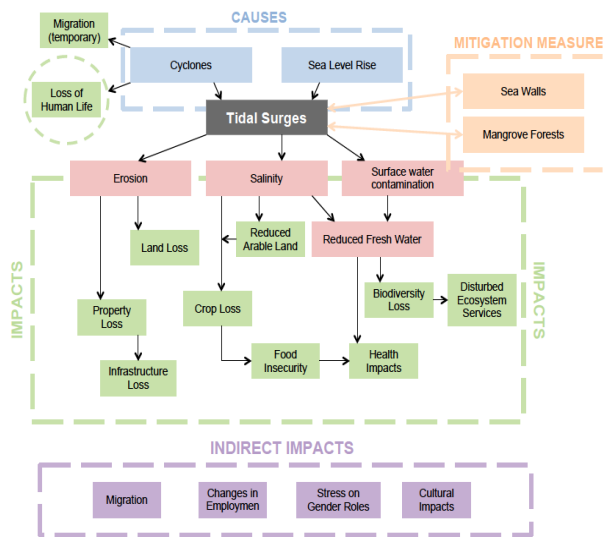 CAUSES
Migration
(temporary)
Cyclones
Sea Level Rise
MITIGATION MEASURE
Loss of
Human Life
Sea Walls
Tidal Surges
Mangrove Forests
Erosion
Salinity
Surface water
contamination
Reduced
Arable Land
Reduced Fresh Water
Land Loss
IMPACTS
IMPACTS
Property
Loss
Crop Loss
Biodiversity
Loss
Disturbed
Ecosystem
Services
Infrastructure
Loss
Food
Insecurity
Health
Impacts
INDIRECT IMPACTS
Migration
Changes in
Employmen
Stress on
Gender Roles
Cultural
Impacts